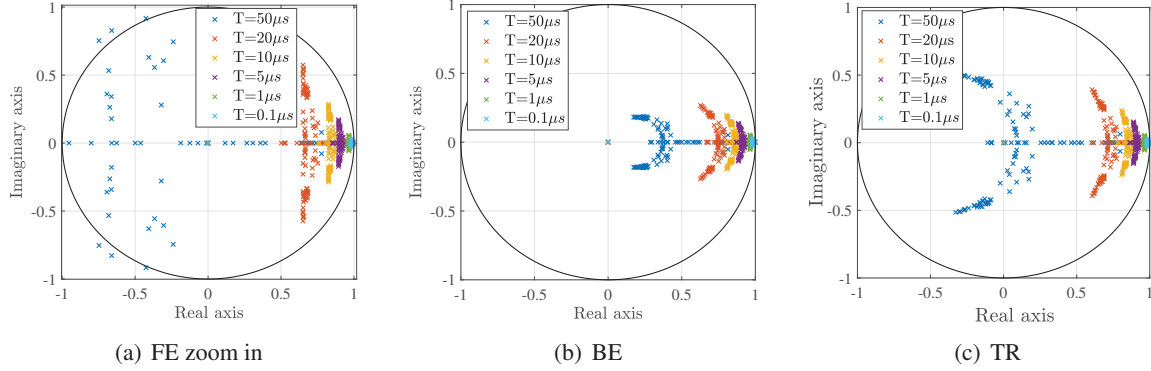 1
0.5
0
-0.5
-1
Imaginary axis
T=50μs
T=20μs
T=10μs
T=5μs
T=1μs
T=0.1μs
-1 -0.5 0 0.5 1
Real axis
(a) FE zoom in
1
0.5
0
-0.5
-1
Imaginary axis
T=50μs
T=20μs
T=10μs
T=5μs
T=1μs
T=0.1μs
-1 -0.5 0 0.5 1
Real axis
(b) BE
1
0.5
0
-0.5
-1
Imaginary axis
T=50μs
T=20μs
T=10μs
T=5μs
T=1μs
T=0.1μs
-1 -0.5 0 0.5 1
Real axis
(c) TR